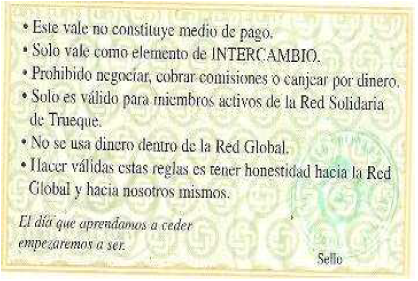 • Este vale no constituye medio de pago.
• Solo vale como elemento de INTERCAMBIO.
• Prohibido negociar, cobrar comisiones o canjear por dinero.
• Solo es válido para miembros activos de la Red Solidaria
de Trueque.
• No se usa dinero dentro de la Red Global.
• Hacer válidas estas reglas es tener honestidad hacia la Red
Global y hacia nosotros mismos.
El día que aprendamos a ceder
empezaremos a ser.
Sello